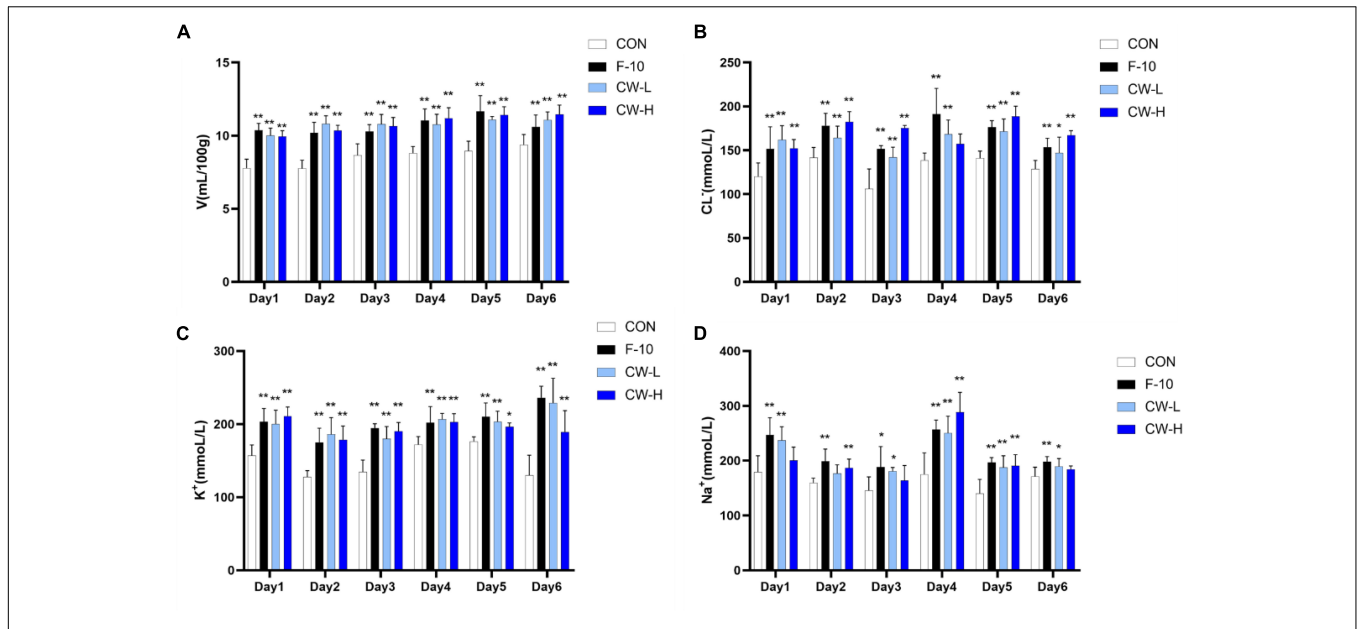 A
CON
F-10
CW-L
CW-H
V(mL/100g)
15
10
5
0
** ** **
** ** **
** ** **
** ** **
** ** **
** ** **
Day1 Day2 Day3 Day4 Day5 Day6
B
CON
F-10
CW-L
CW-H
CL-(mmoL/L)
250
200
150
100
50
0
** ** **
** ** **
** ** **
** **
** ** **
** * **
Day1 Day2 Day3 Day4 Day5 Day6
C
CON
F-10
CW-L
CW-H
K+(mmoL/L)
300
200
100
0
** ** **
** ** **
** ** **
** ** **
** ** *
** ** **
Day1 Day2 Day3 Day4 Day5 Day6
D
CON
F-10
CW-L
CW-H
Na+(mmoL/L)
400
300
200
100
0
** **
** **
* *
** ** **
** ** **
** *
Day1 Day2 Day3 Day4 Day5 Day6